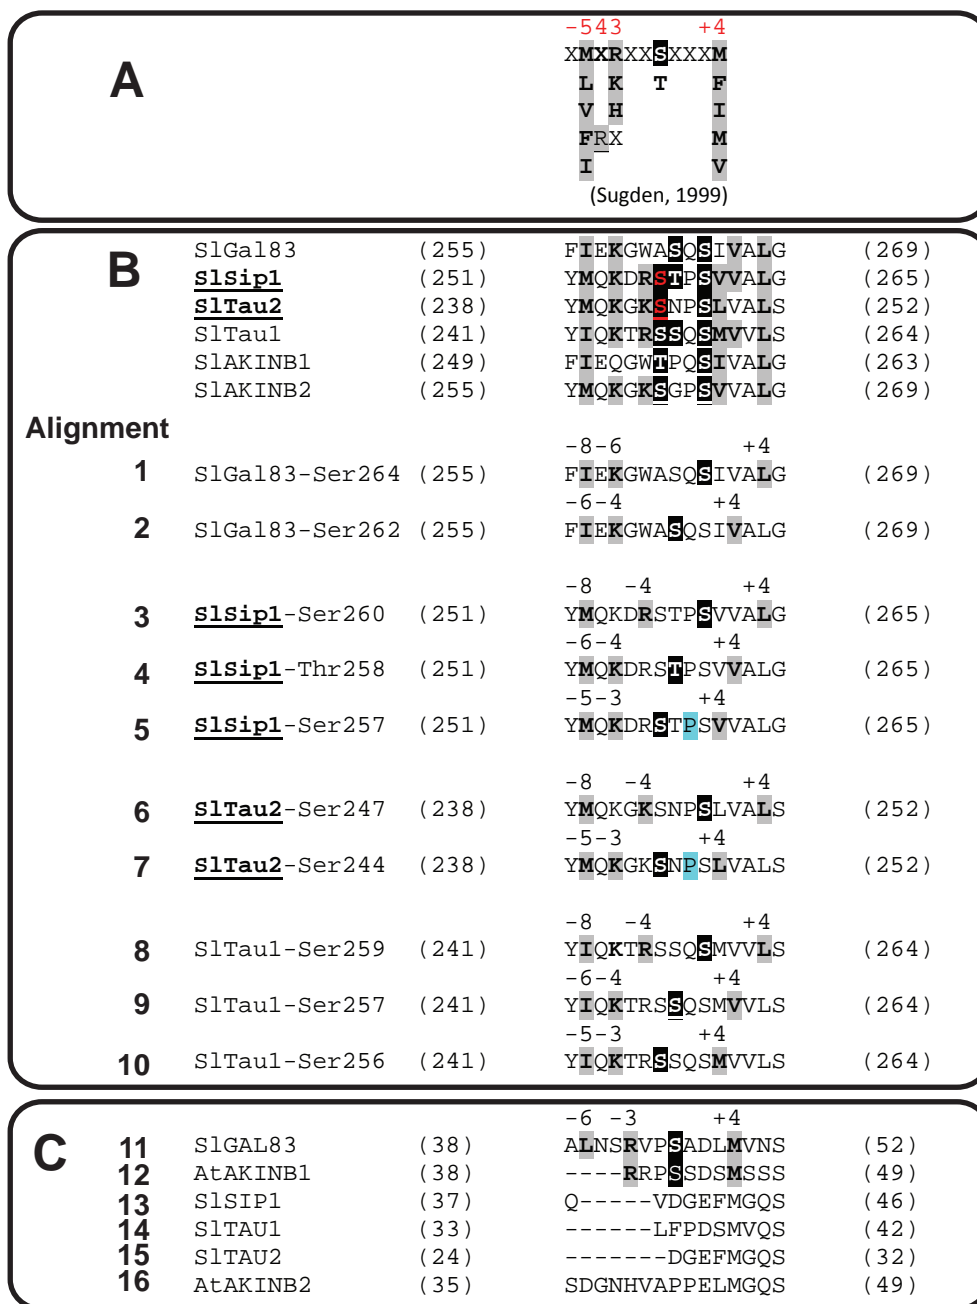 -543 +4
A XMXRXXSXXXM
L K T F
V H I
FRX M
I V
(Sugden, 1999)
B SlGal83 (255) FIEKGWASQSIVALG (269)
SlSip1 (251) YMQKDRSTPSVVALG (265)
SlTau2 (238) YMQKGKSNPSLVALS (252)
SlTau1 (241) YIQKTRSSQSMVVLS (264)
SlAKINB1 (249) FIEQGWTPQSIVALG (263)
SlAKINB2 (255) YMQKGKSGPSVVALG (269)
Alignment
-8-6 +4
1 SlGal83-Ser264 (255) FIEKGWASQSIVALG (269)
-6-4 +4
2 SlGal83-Ser262 (255) FIEKGWASQSIVALG (269)
-8 -4 +4
3 SlSip1-Ser260 (251) YMQKDRSTPSVVALG (265)
-6-4 +4
4 SlSip1-Thr258 (251) YMQKDRSTPSVVALG (265)
-5-3 +4
5 SlSip1-Ser257 (251) YMQKDRSTPSVVALG (265)
-8 -4 +4
6 SlTau2-Ser247 (238) YMQKGKSNPSLVALS (252)
-5-3 +4
7 SlTau2-Ser244 (238) YMQKGKSNPSLVALS (252)
-8 -4 +4
8 SlTau1-Ser259 (241) YIQKTRSSQSMVVLS (264)
-6-4 +4
9 SlTau1-Ser257 (241) YIQKTRSSQSMVVLS (264)
-5-3 +4
10 SlTau1-Ser256 (241) YIQKTRSSQSMVVLS (264)
-6 -3 +4
C 11 SlGAL83 (38) ALNSRVPSADLMVNS (52)
12 AtAKINB1 (38) ----RRPSSDSMSSS (49)
13 SlSIP1 (37) Q-----VDGEFMGQS (46)
14 SlTAU1 (33) ------LFPDSMVQS (42)
15 SlTAU2 (24) -------DGEFMGQS (32)
16 AtAKINB2 (35) SDGNHVAPPELMGQS (49)